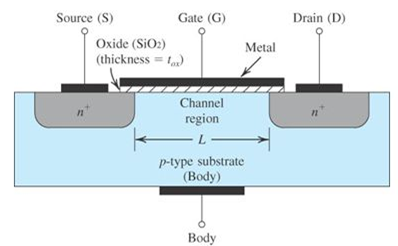 Source (S)
Gate (G)
Drain (D)
Oxide (SiO₂)
(thickness = tₒₓ)
Metal
n⁺
Channel
region
n⁺
L
p-type substrate
(Body)
Body